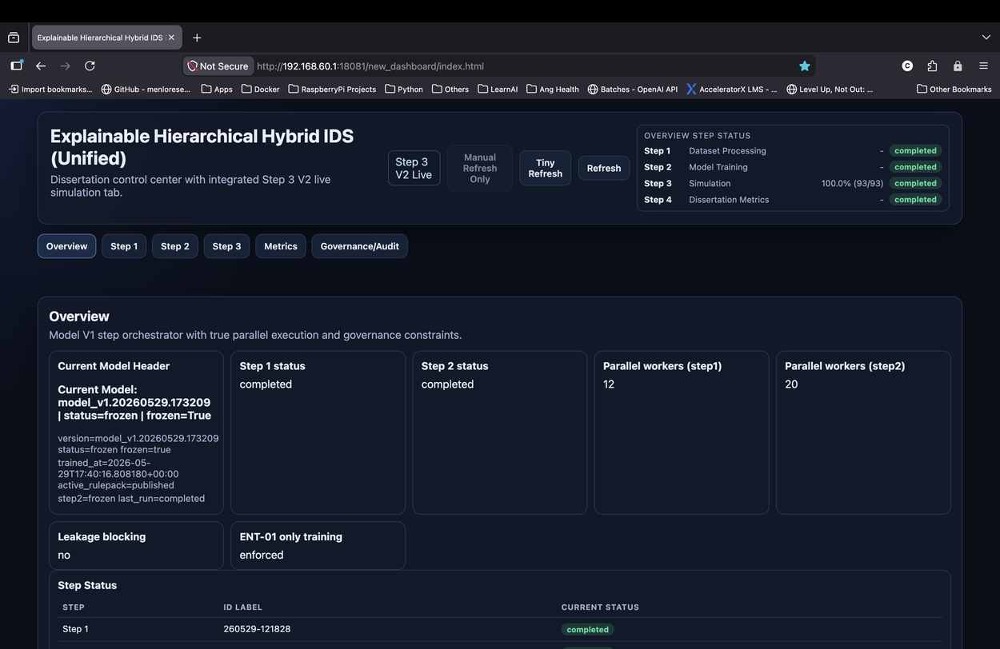 Explainable Hierarchical Hybrid IDS
Not Secure
http://192.168.60.1:18081/new_dashboard/index.html
Import bookmarks...
GitHub - menlorese...
Apps
Docker
RaspberryPi Projects
Python
Others
LearnAI
Ang Health
Batches - OpenAI API
AcceleratorX LMS - ...
Level Up, Not Out: ...
Other Bookmarks
Explainable Hierarchical Hybrid IDS
(Unified)
Dissertation control center with integrated Step 3 V2 live
simulation tab.
Step 3
V2 Live
Manual
Refresh
Only
Tiny
Refresh
Refresh
OVERVIEW STEP STATUS
Step 1 Dataset Processing - completed
Step 2 Model Training - completed
Step 3 Simulation 100.0% (93/93) completed
Step 4 Dissertation Metrics - completed
Overview
Step 1
Step 2
Step 3
Metrics
Governance/Audit
Overview
Model V1 step orchestrator with true parallel execution and governance constraints.
Current Model Header
Current Model:
model_v1.20260529.173209
| status=frozen | frozen=True
version=model_v1.20260529.173209
status=frozen frozen=true
trained_at=2026-05-
29T17:40:16.808180+00:00
active_rulepack=published
step2=frozen last_run=completed
Step 1 status
completed
Step 2 status
completed
Parallel workers (step1)
12
Parallel workers (step2)
20
Leakage blocking
no
ENT-01 only training
enforced
Step Status
STEP ID LABEL CURRENT STATUS
Step 1 260529-121828 completed